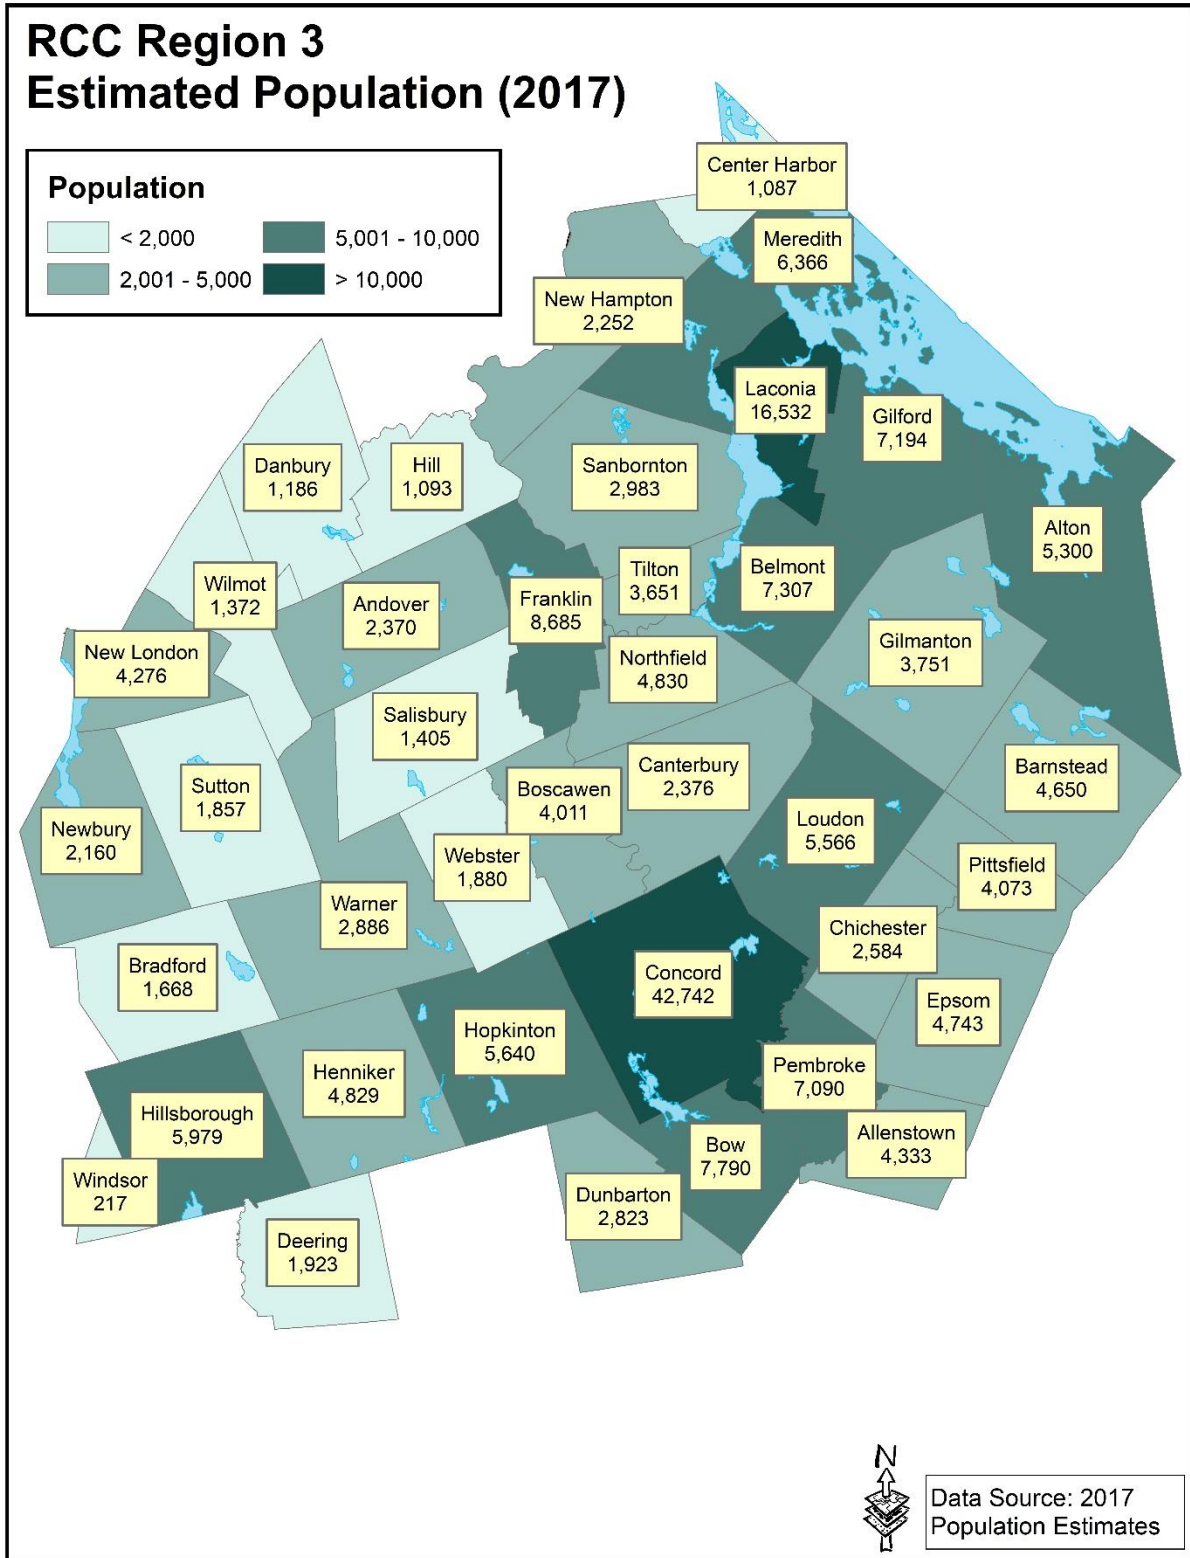 RCC Region 3
Estimated Population (2017)
Population
< 2,000
5,001 - 10,000
2,001 - 5,000
> 10,000
Center Harbor
1,087
Meredith
6,366
New Hampton
2,252
Laconia
16,532
Gilford
7,194
Danbury
1,186
Hill
1,093
Sanbornton
2,983
Alton
5,300
Wilmot
1,372
Andover
2,370
Franklin
8,685
Tilton
3,651
Belmont
7,307
New London
4,276
Northfield
4,830
Gilmanton
3,751
Salisbury
1,405
Sutton
1,857
Boscawen
4,011
Canterbury
2,376
Barnstead
4,650
Newbury
2,160
Webster
1,880
Loudon
5,566
Pittsfield
4,073
Warner
2,886
Chichester
2,584
Bradford
1,668
Concord
42,742
Epsom
4,743
Hopkinton
5,640
Henniker
4,829
Pembroke
7,090
Hillsborough
5,979
Bow
7,790
Allenstown
4,333
Windsor
217
Dunbarton
2,823
Deering
1,923
N
Data Source: 2017
Population Estimates